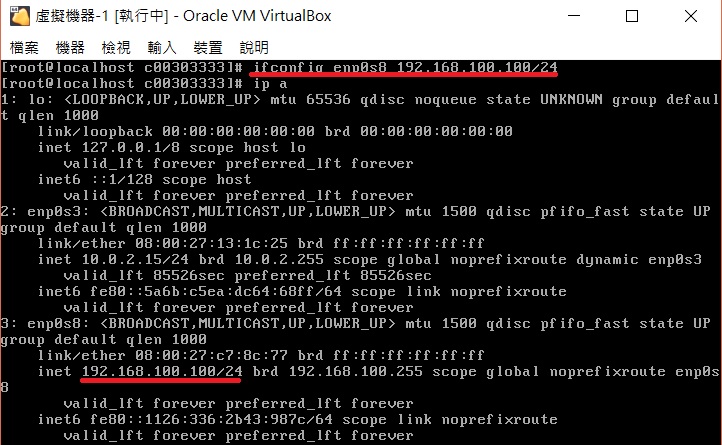 虛擬機器-1 [執行中] - Oracle VM VirtualBox
檔案 機器 檢視 輸入 裝置 說明
[root@localhost c00303333]# ifconfig enp0s8 192.168.100.100/24
[root@localhost c00303333]# ip a
1: lo: <LOOPBACK,UP,LOWER_UP> mtu 65536 qdisc noqueue state UNKNOWN group defaul
t qlen 1000
link/loopback 00:00:00:00:00:00 brd 00:00:00:00:00:00
inet 127.0.0.1/8 scope host lo
valid_lft forever preferred_lft forever
inet6 ::1/128 scope host
valid_lft forever preferred_lft forever
2: enp0s3: <BROADCAST,MULTICAST,UP,LOWER_UP> mtu 1500 qdisc pfifo_fast state UP
group default qlen 1000
link/ether 08:00:27:13:1c:25 brd ff:ff:ff:ff:ff:ff
inet 10.0.2.15/24 brd 10.0.2.255 scope global noprefixroute dynamic enp0s3
valid_lft 85526sec preferred_lft 85526sec
inet6 fe80::5a6b:c5ea:dc64:68ff/64 scope link noprefixroute
valid_lft forever preferred_lft forever
3: enp0s8: <BROADCAST,MULTICAST,UP,LOWER_UP> mtu 1500 qdisc pfifo_fast state UP
group default qlen 1000
link/ether 08:00:27:c7:8c:77 brd ff:ff:ff:ff:ff:ff
inet 192.168.100.100/24 brd 192.168.100.255 scope global noprefixroute enp0s
8
valid_lft forever preferred_lft forever
inet6 fe80::1126:336:2b43:987c/64 scope link noprefixroute
valid_lft forever preferred_lft forever